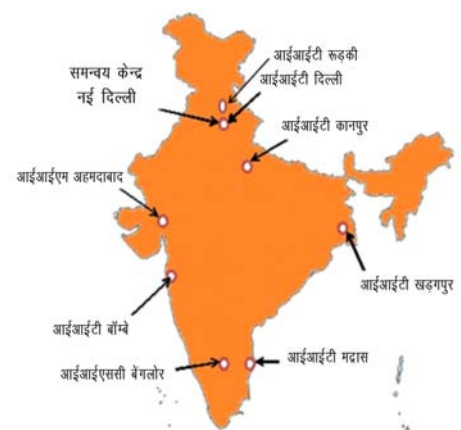 आईआईटी रूड़की
समन्वय केन्द्र
नई दिल्ली
आईआईटी दिल्ली
आईआईटी कानपुर
आईआईएम अहमदाबाद
आईआईटी खड़गपुर
आईआईटी बॉम्बे
आईआईटी मद्रास
आईआईएससी बेंगलोर